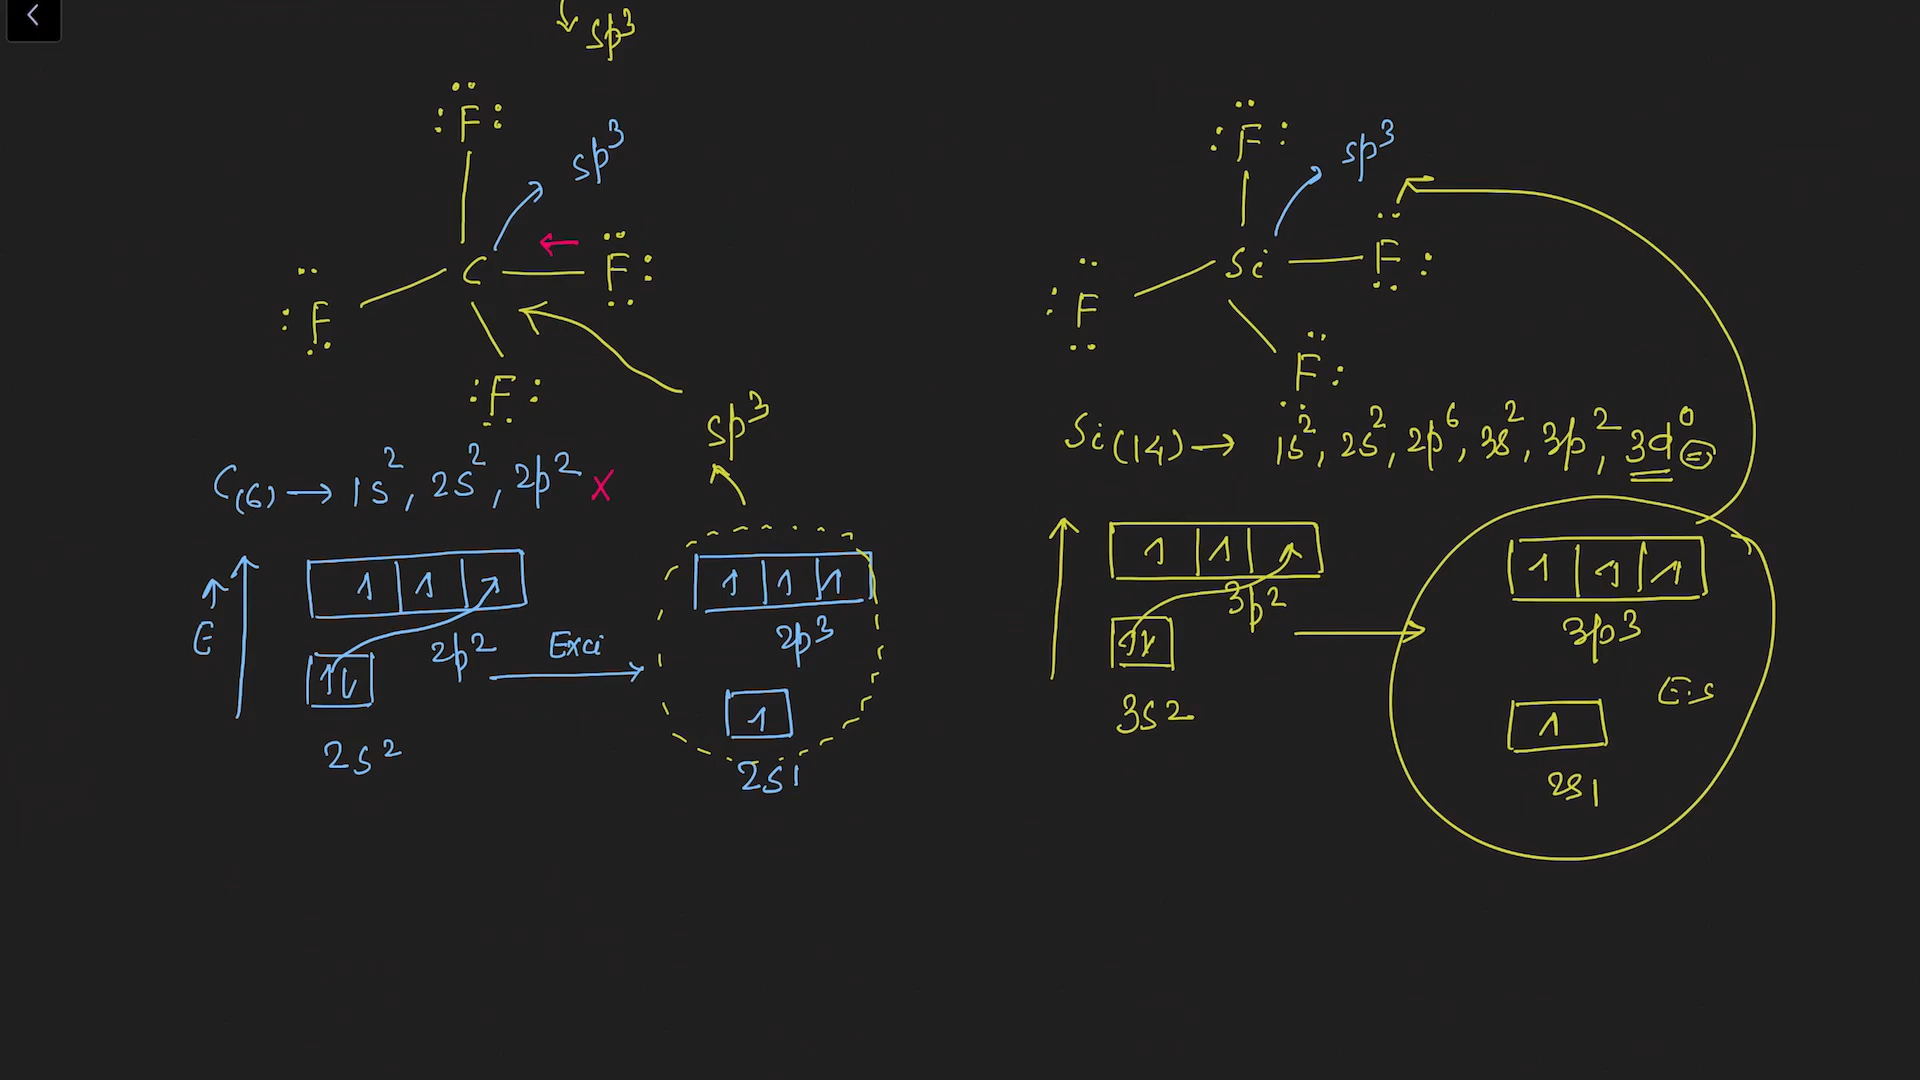 sp³
F
sp³
C
F
F
F
sp³
C(6) → 1s², 2s², 2p² X
E
2p²
Exci
2p³
2s²
2s1
F
sp³
Si
F
F
F
Si(14) → 1s², 2s², 2p⁶, 3s², 3p², 3d⁰
3p²
3p3
E.s
3s2
2s1